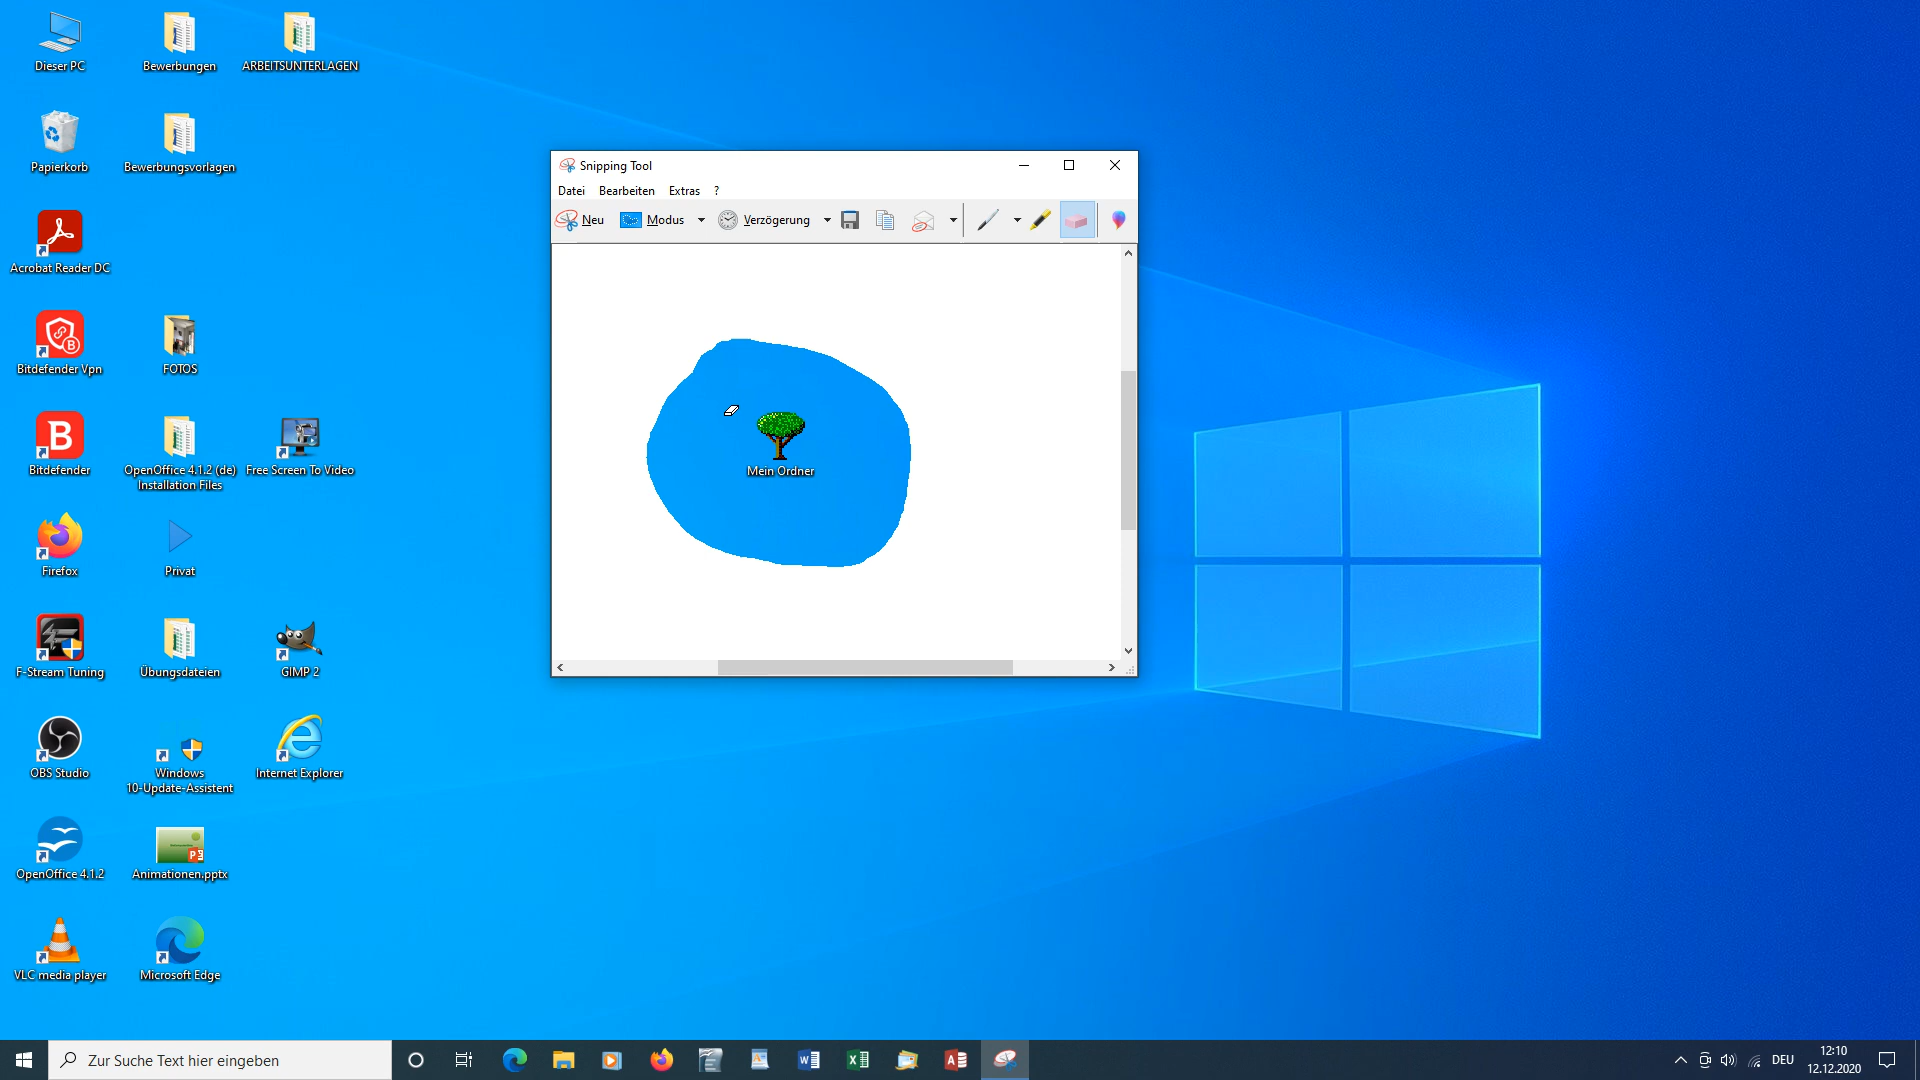 Dieser PC
Bewerbungen
ARBEITSUNTERLAGEN
Papierkorb
Bewerbungsvorlagen
Acrobat Reader DC
Bitdefender Vpn
FOTOS
Bitdefender
OpenOffice 4.1.2 (de)
Installation Files
Free Screen To Video
Firefox
Privat
F-Stream Tuning
Übungsdateien
GIMP 2
OBS Studio
Windows
10-Update-Assistent
Internet Explorer
OpenOffice 4.1.2
Animationen.pptx
VLC media player
Microsoft Edge
Snipping Tool
Datei Bearbeiten Extras ?
Neu Modus Verzögerung
Mein Ordner
Zur Suche Text hier eingeben
DEU
12:10
12.12.2020